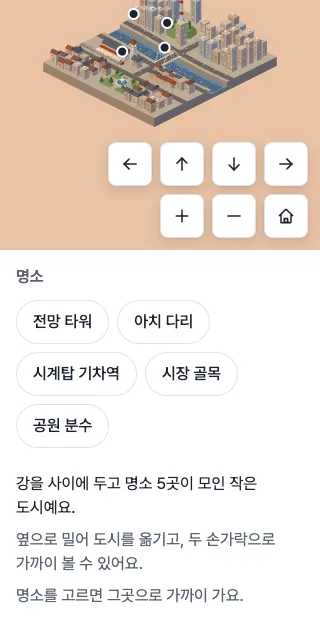 명소
전망 타워
아치 다리
시계탑 기차역
시장 골목
공원 분수
강을 사이에 두고 명소 5곳이 모인 작은
도시예요.
옆으로 밀어 도시를 옮기고, 두 손가락으로
가까이 볼 수 있어요.
명소를 고르면 그곳으로 가까이 가요.